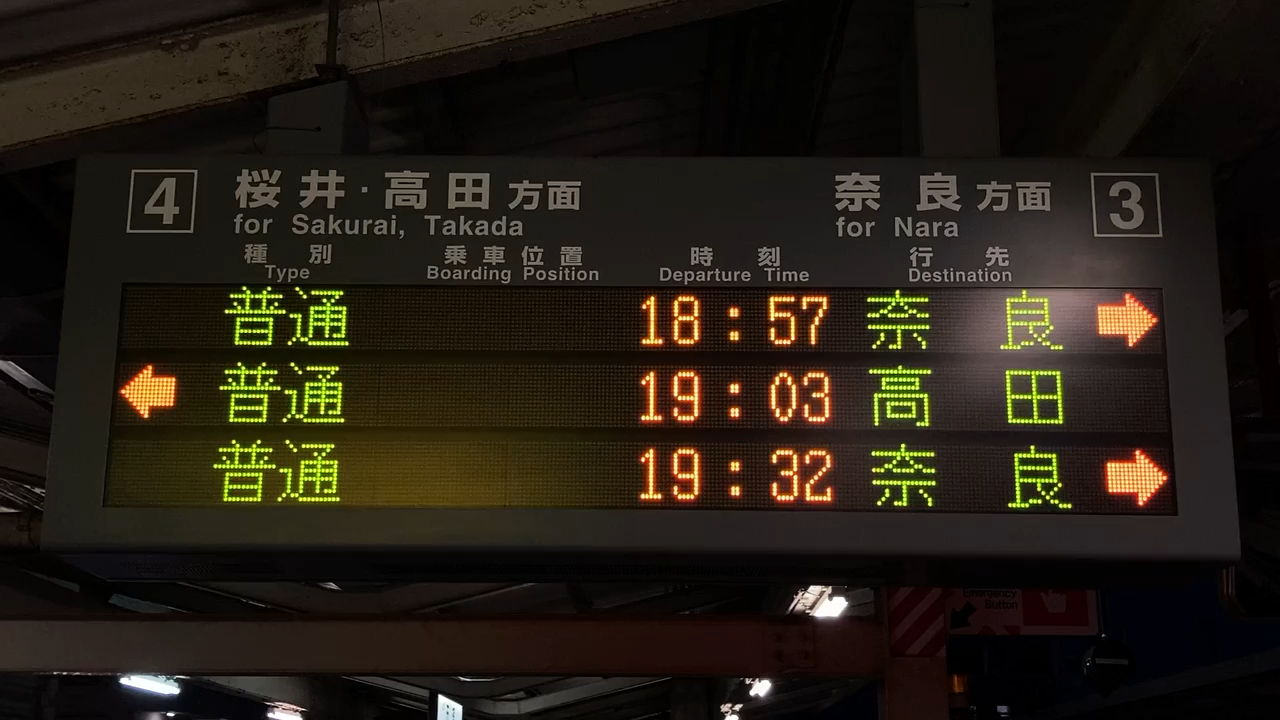 4 桜井・高田方面 奈良方面 3
for Sakurai, Takada for Nara
種別 乗車位置 時刻 行先
Type Boarding Position Departure Time Destination
普通 18:57 奈良
普通 19:03 高田
普通 19:32 奈良
Emergency
Button